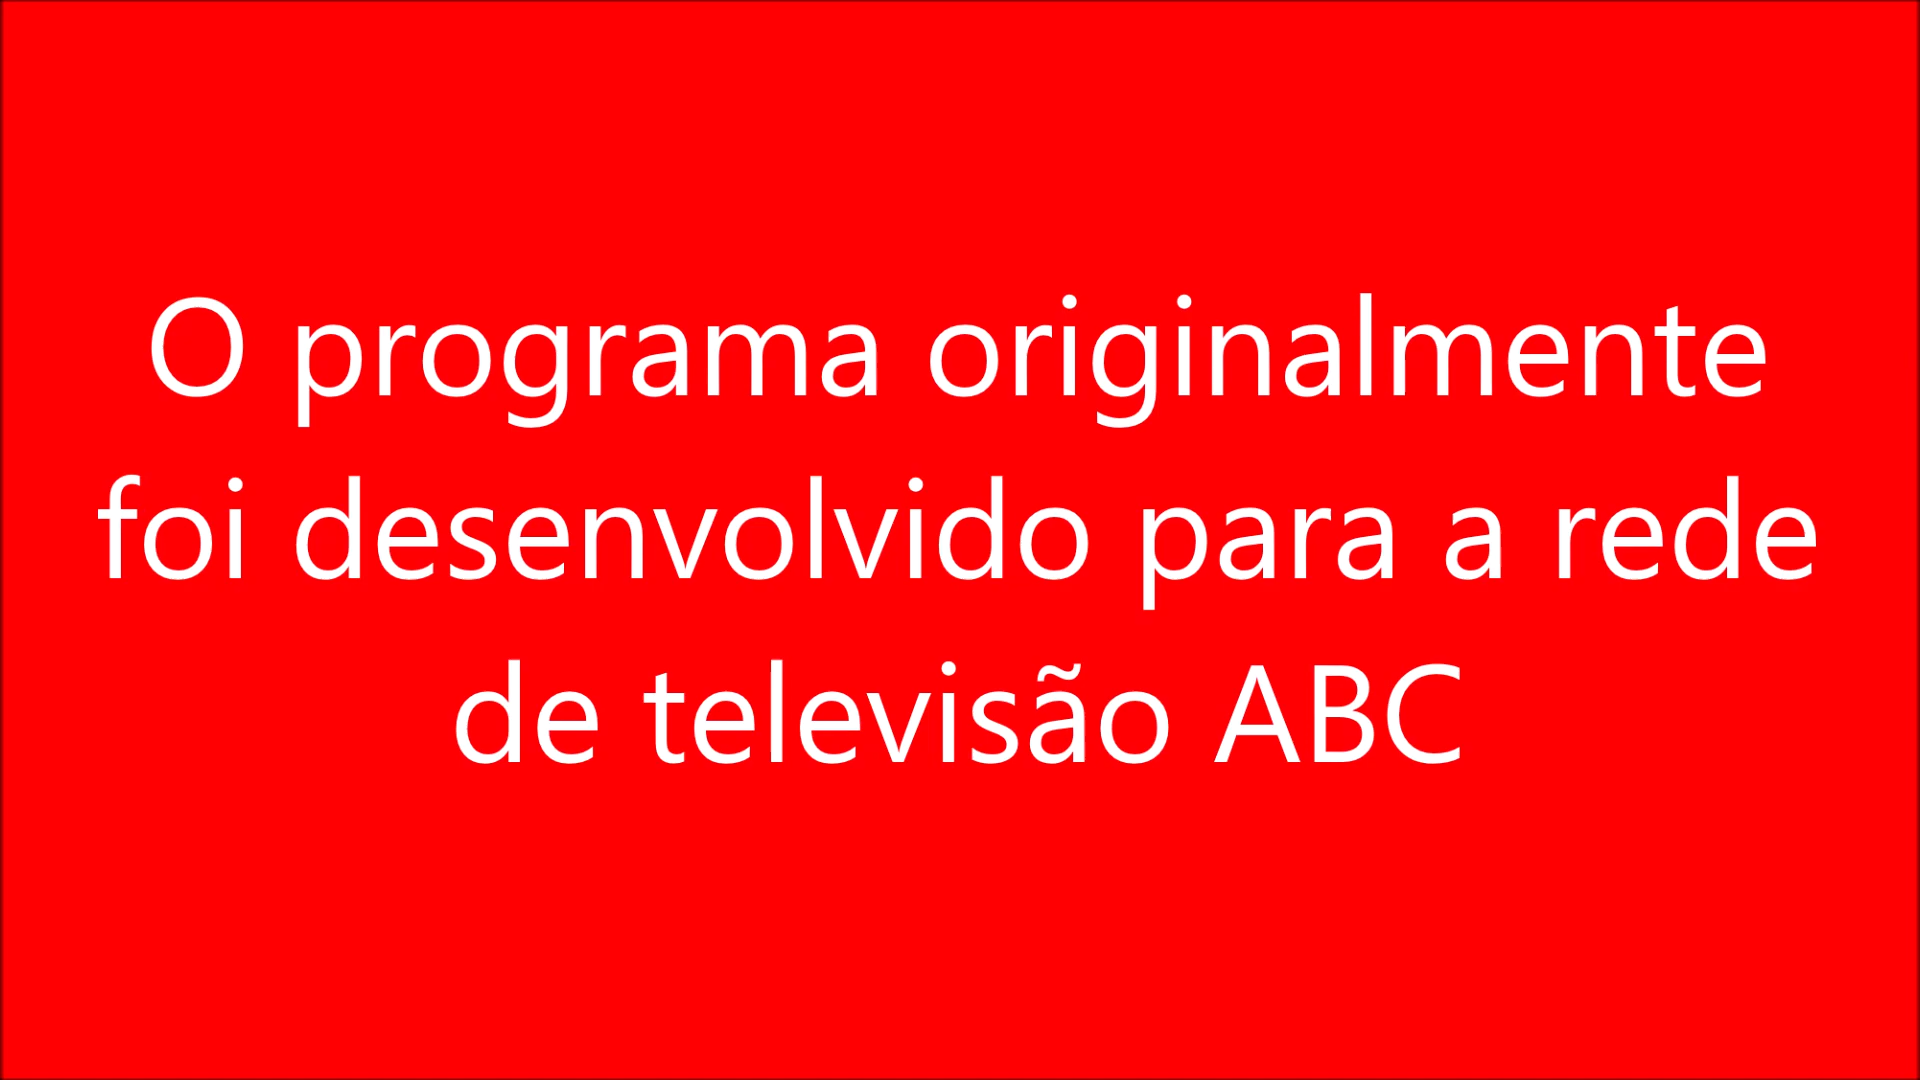 O programa originalmente
foi desenvolvido para a rede
de televisão ABC